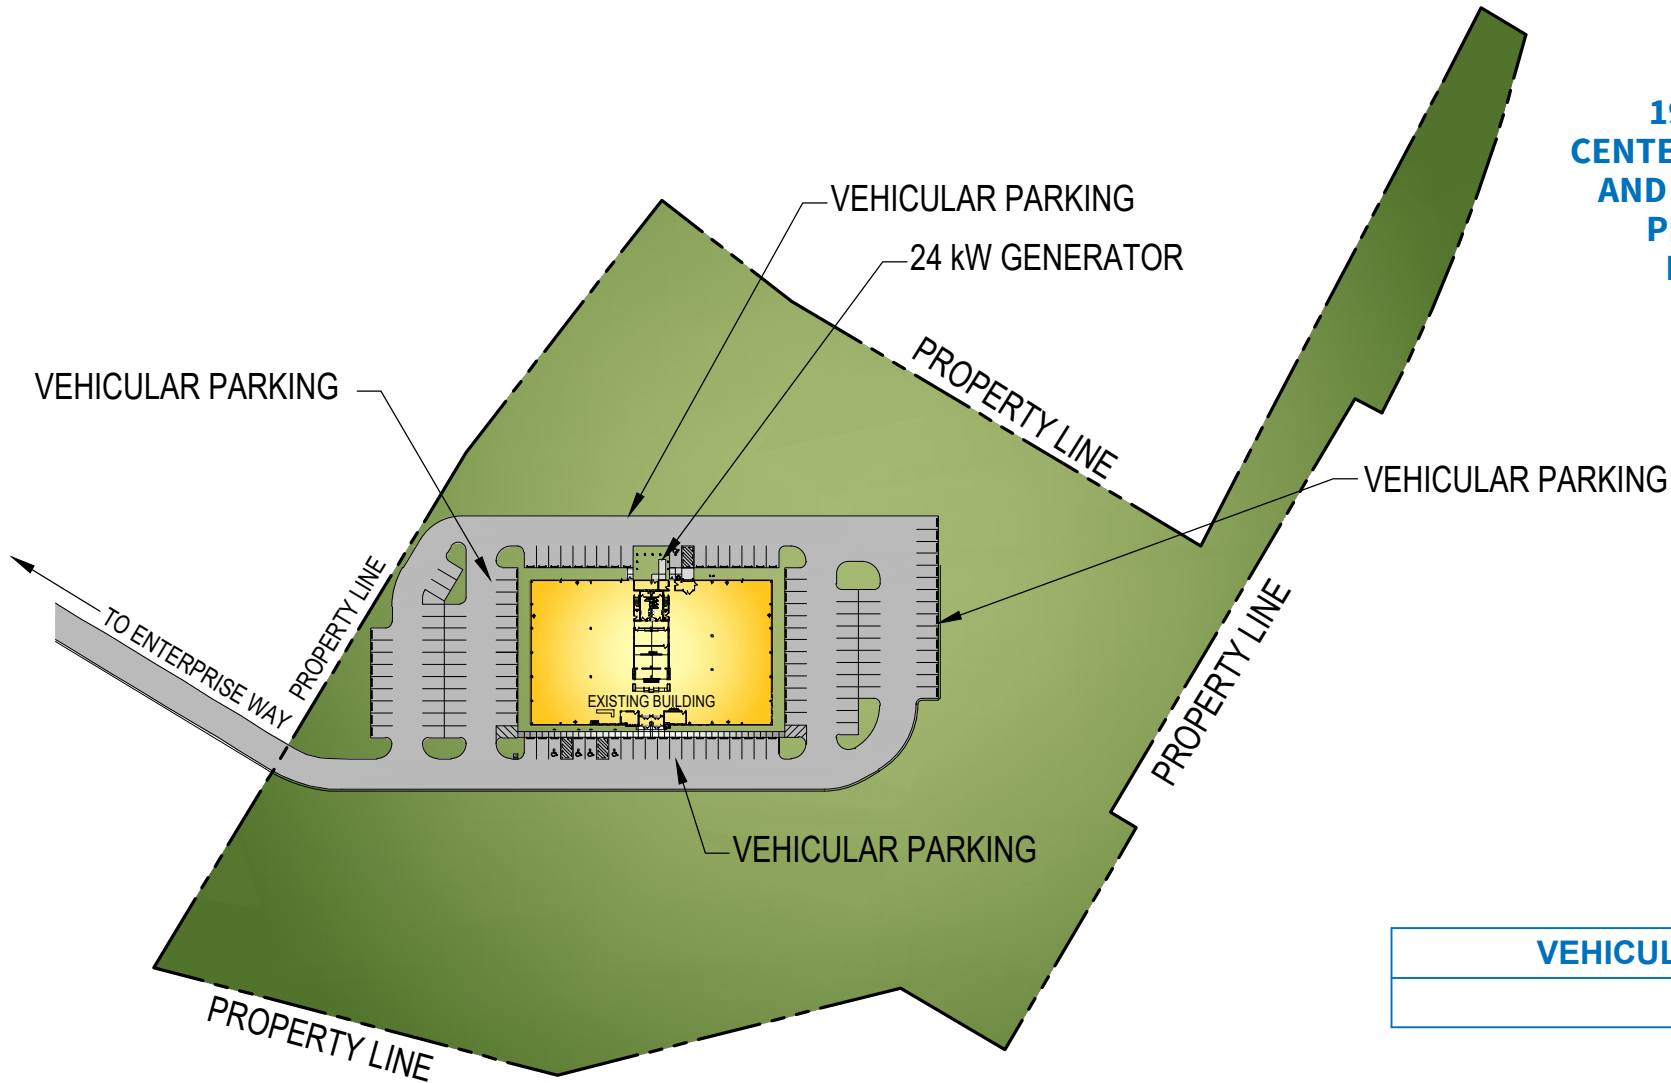 19
CENTE
AND
P
VEHICULAR PARKING
24 kW GENERATOR
PROPERTY LINE
VEHICULAR PARKING
VEHICULAR PARKING
PROPERTY LINE
TO ENTERPRISE WAY
PROPERTY LINE
EXISTING BUILDING
VEHICULAR PARKING
VEHICUL
PROPERTY LINE